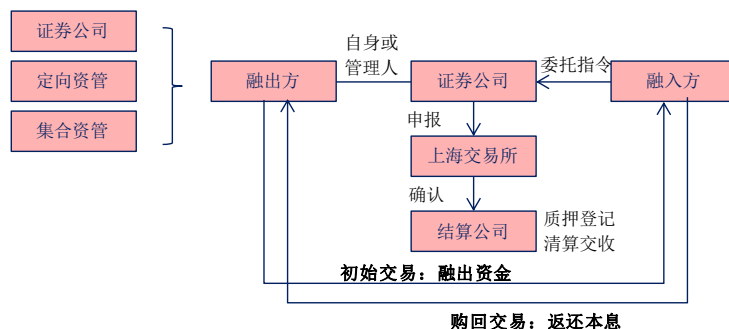 证券公司
定向资管
集合资管
融出方
自身或
管理人
证券公司
委托指令
融入方
申报
上海交易所
确认
结算公司
质押登记
清算交收
初始交易：融出资金
购回交易：返还本息